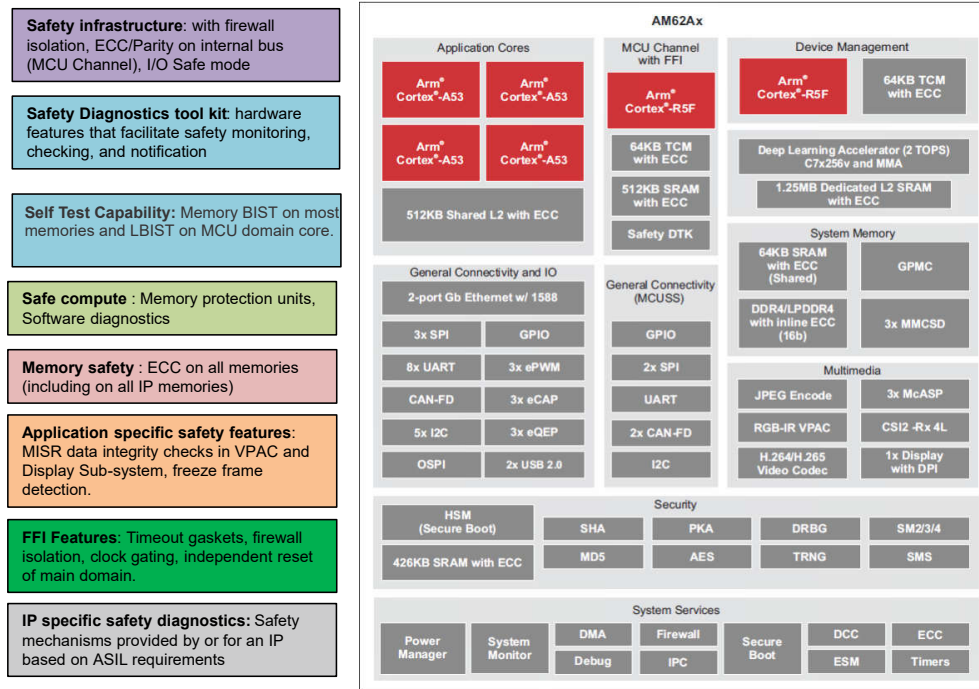 Safety infrastructure: with firewall
isolation, ECC/Parity on internal bus
(MCU Channel), I/O Safe mode
Safety Diagnostics tool kit: hardware
features that facilitate safety monitoring,
checking, and notification
Self Test Capability: Memory BIST on most
memories and LBIST on MCU domain core.
Safe compute : Memory protection units,
Software diagnostics
Memory safety : ECC on all memories
(including on all IP memories)
Application specific safety features:
MISR data integrity checks in VPAC and
Display Sub-system, freeze frame
detection.
FFI Features: Timeout gaskets, firewall
isolation, clock gating, independent reset
of main domain.
IP specific safety diagnostics: Safety
mechanisms provided by or for an IP
based on ASIL requirements
AM62Ax
Application Cores
Arm®
Cortex®-A53
Arm®
Cortex®-A53
Arm®
Cortex®-A53
Arm®
Cortex®-A53
512KB Shared L2 with ECC
MCU Channel
with FFI
Arm®
Cortex®-R5F
64KB TCM
with ECC
512KB SRAM
with ECC
Safety DTK
Device Management
Arm®
Cortex®-R5F
64KB TCM
with ECC
Deep Learning Accelerator (2 TOPS)
C7x256v and MMA
1.25MB Dedicated L2 SRAM
with ECC
System Memory
64KB SRAM
with ECC
(Shared)
GPMC
DDR4/LPDDR4
with inline ECC
(16b)
3x MMCSD
General Connectivity and IO
2-port Gb Ethernet w/ 1588
3x SPI
GPIO
8x UART
3x ePWM
CAN-FD
3x eCAP
5x I2C
3x eQEP
OSPI
2x USB 2.0
General Connectivity
(MCUSS)
GPIO
2x SPI
UART
2x CAN-FD
I2C
Multimedia
JPEG Encode
3x McASP
RGB-IR VPAC
CSI2 -Rx 4L
H.264/H.265
Video Codec
1x Display
with DPI
Security
HSM
(Secure Boot)
SHA
PKA
DRBG
SM2/3/4
426KB SRAM with ECC
MD5
AES
TRNG
SMS
System Services
Power
Manager
System
Monitor
DMA
Firewall
Secure
Boot
DCC
ECC
Debug
IPC
ESM
Timers